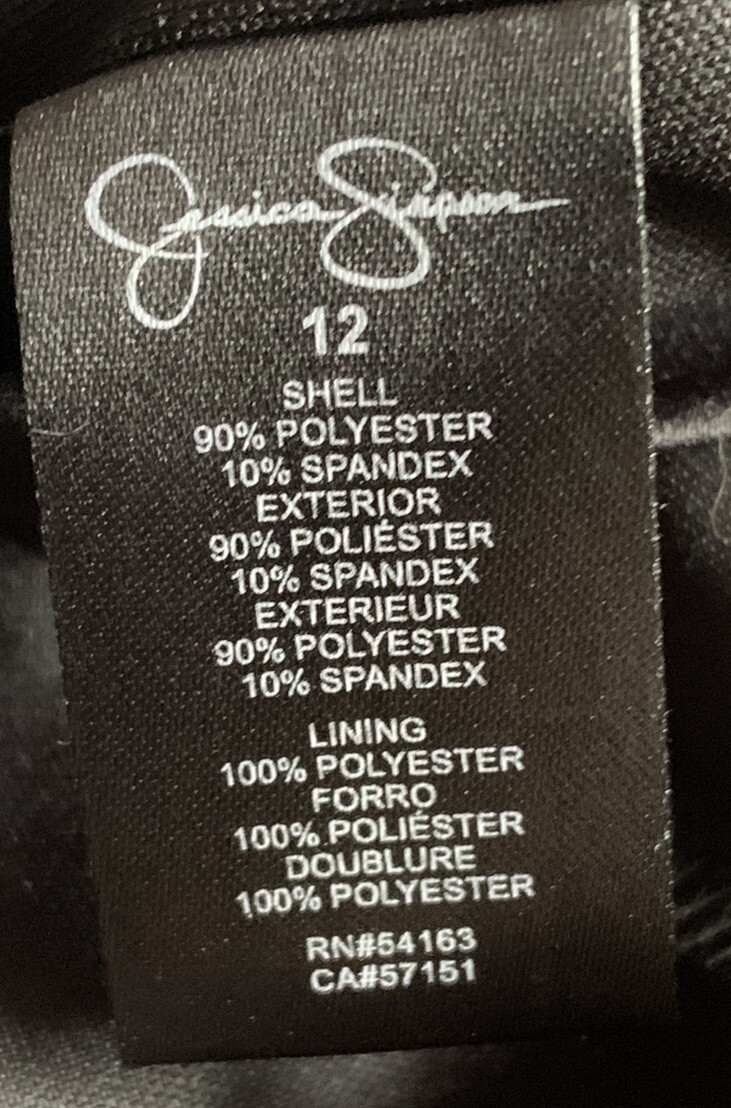 Jessica Simpson
12
SHELL
90% POLYESTER
10% SPANDEX
EXTERIOR
90% POLIÉSTER
10% SPANDEX
EXTERIEUR
90% POLYESTER
10% SPANDEX
LINING
100% POLYESTER
FORRO
100% POLIÉSTER
DOUBLURE
100% POLYESTER
RN#54163
CA#57151